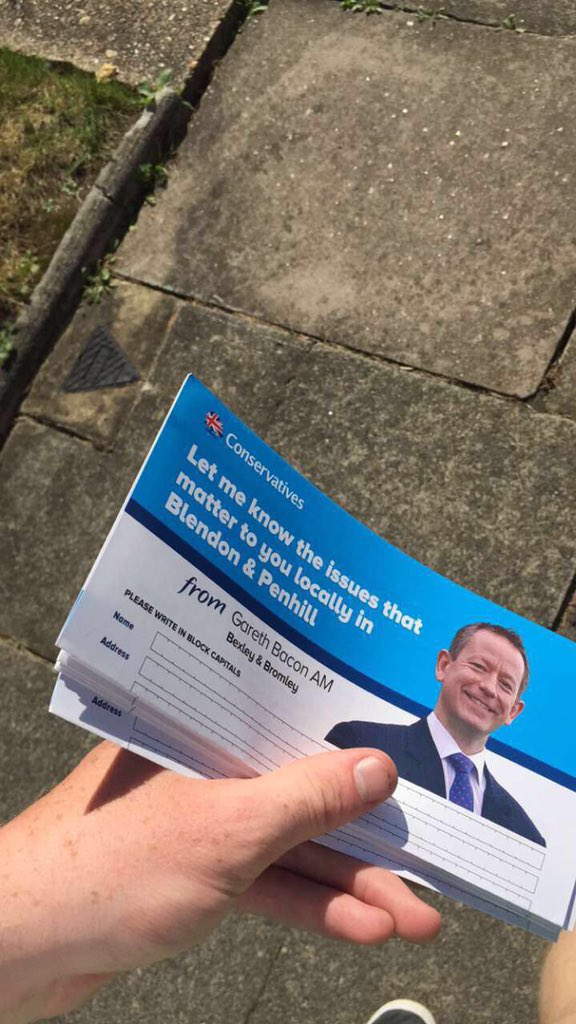 Conservatives
Let me know the issues that
matter to you locally in
Blendon & Penhill
from Gareth Bacon AM
Bexley & Bromley
PLEASE WRITE IN BLOCK CAPITALS
Name
Address
Address